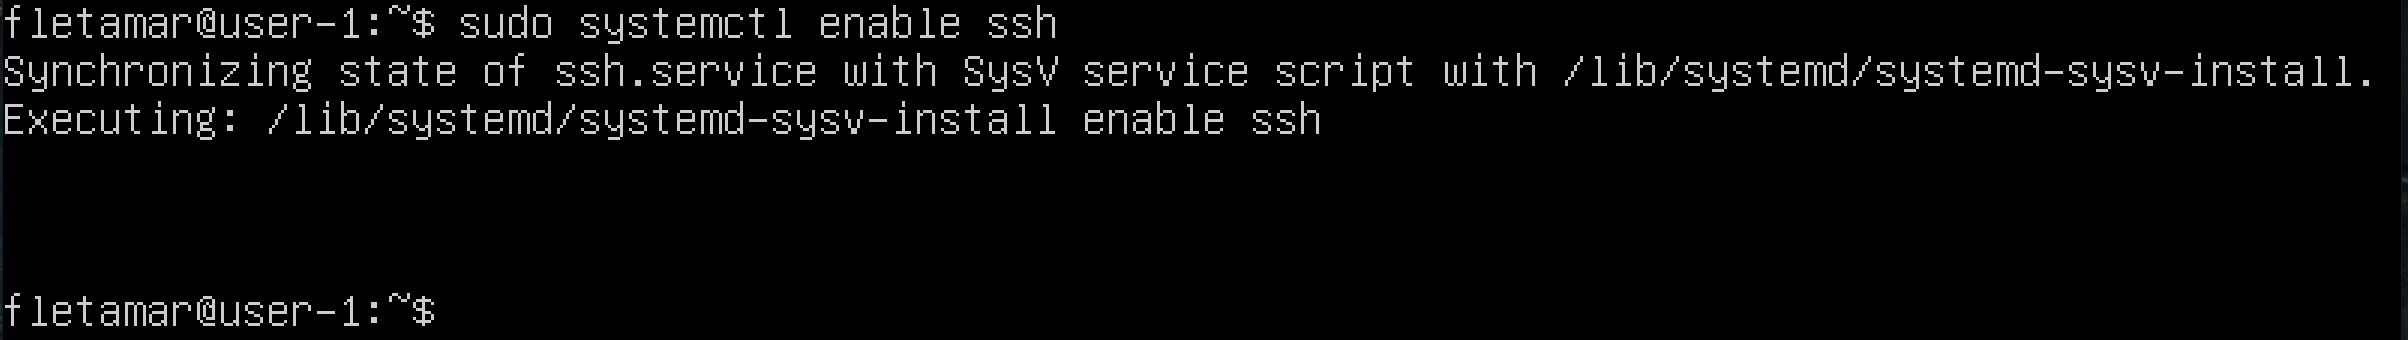 fletamar@user-1:~$ sudo systemctl enable ssh
Synchronizing state of ssh.service with SysV service script with /lib/systemd/systemd-sysv-install.
Executing: /lib/systemd/systemd-sysv-install enable ssh
fletamar@user-1:~$